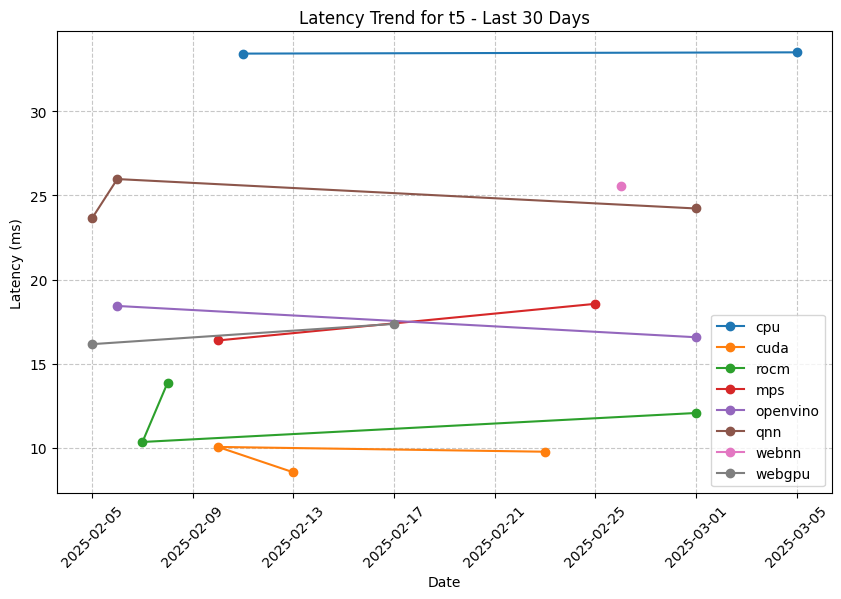 Latency Trend for t5 - Last 30 Days
Latency (ms)
30
25
20
15
10
cpu
cuda
rocm
mps
openvino
qnn
webnn
webgpu
2025-02-05
2025-02-09
2025-02-13
2025-02-17
2025-02-21
2025-02-25
2025-03-01
2025-03-05
Date